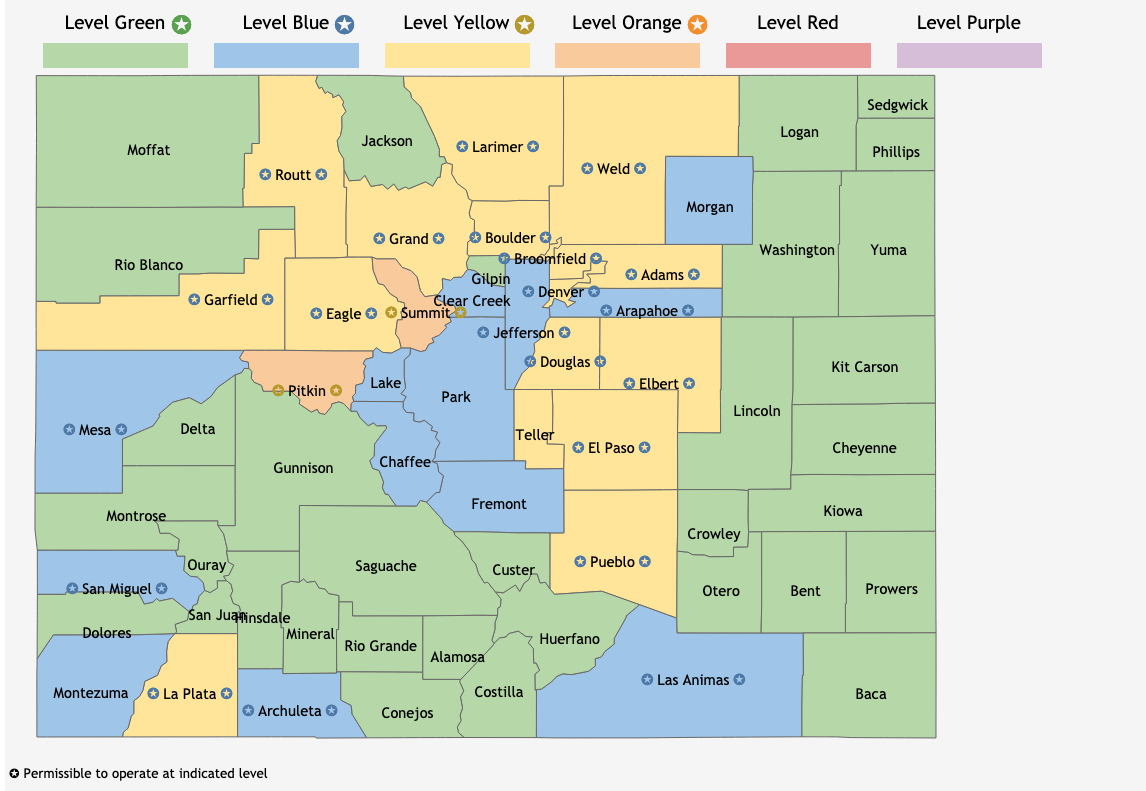 Level Green
Level Blue
Level Yellow
Level Orange
Level Red
Level Purple
Sedgwick
Logan
Moffat
Jackson
Larimer
Phillips
Weld
Routt
Morgan
Grand
Boulder
Washington
Yuma
Broomfield
Rio Blanco
Gilpin
Adams
Denver
Garfield
Clear Creek
Eagle
Summit
Arapahoe
Jefferson
Douglas
Kit Carson
Lake
Elbert
Pitkin
Park
Lincoln
Mesa
Delta
Teller
El Paso
Cheyenne
Chaffee
Gunnison
Fremont
Kiowa
Montrose
Crowley
Ouray
Saguache
Custer
Pueblo
San Miguel
Otero
Bent
Prowers
San Juan
Hinsdale
Dolores
Mineral
Huerfano
Rio Grande
Alamosa
Las Animas
Montezuma
La Plata
Costilla
Baca
Archuleta
Conejos
Permissible to operate at indicated level